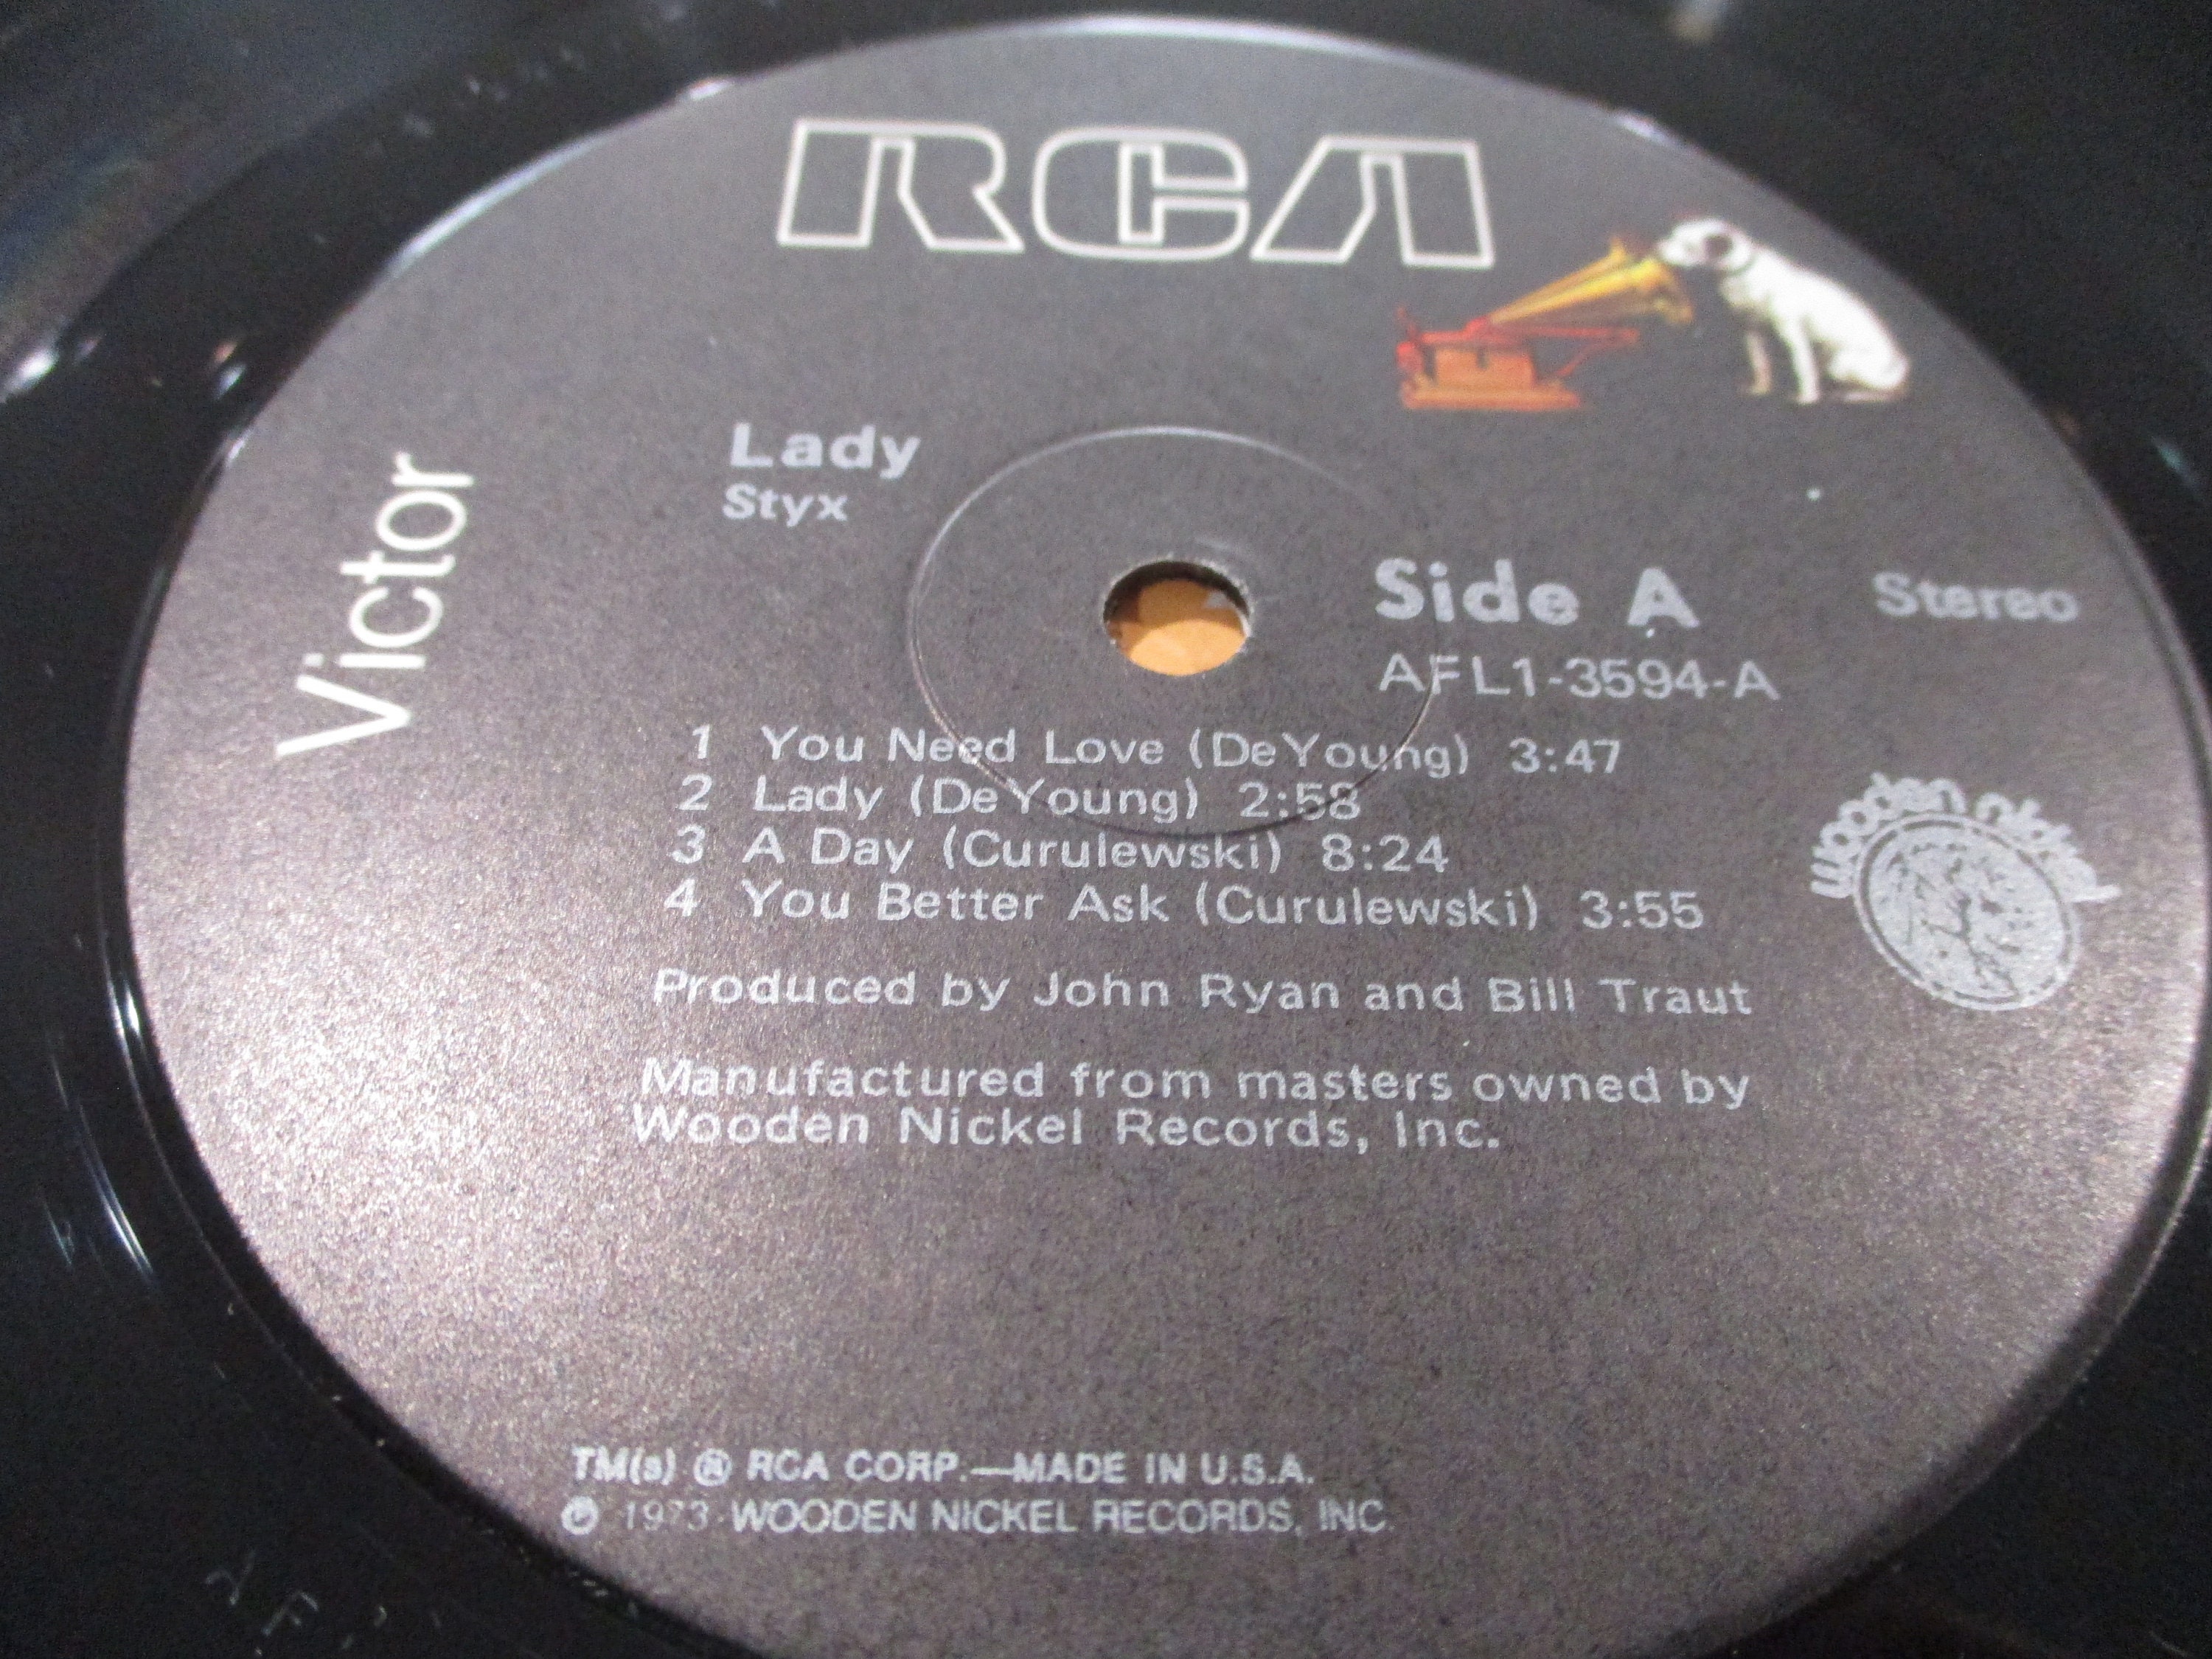 RCA
Victor
Lady
Styx
Side A
Stereo
AFL1-3594-A
1 You Need Love (DeYoung) 3:47
2 Lady (DeYoung) 2:58
3 A Day (Curulewski) 8:24
4 You Better Ask (Curulewski) 3:55
wooden nickel
Produced by John Ryan and Bill Traut
Manufactured from masters owned by
Wooden Nickel Records, Inc.
TM(s) ® RCA CORP.—MADE IN U.S.A.
℗ 1973 WOODEN NICKEL RECORDS, INC.